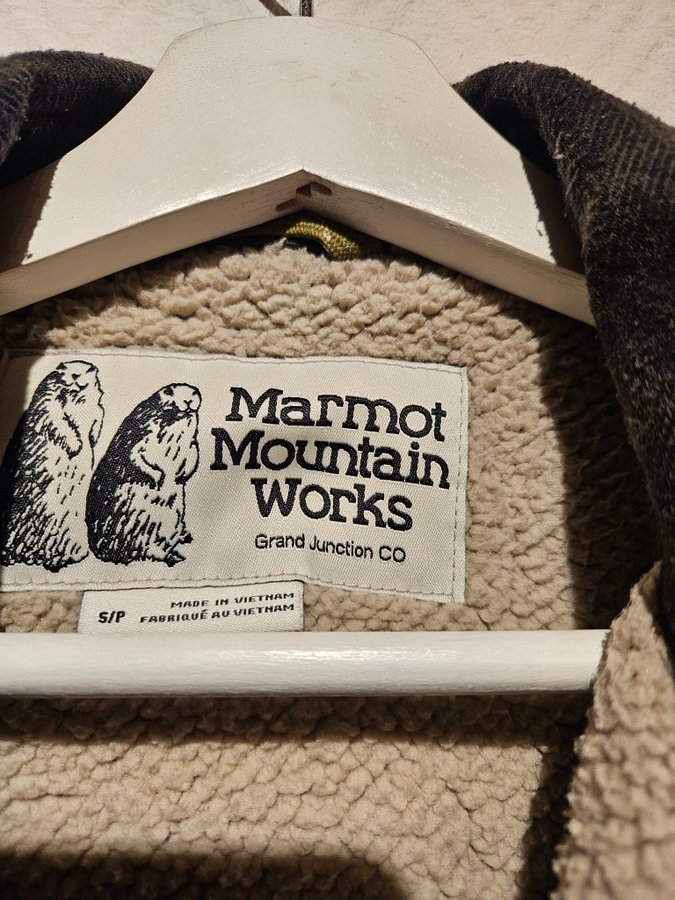 Marmot
Mountain
Works
Grand Junction CO
S/P
MADE IN VIETNAM
FABRIQUÉ AU VIETNAM